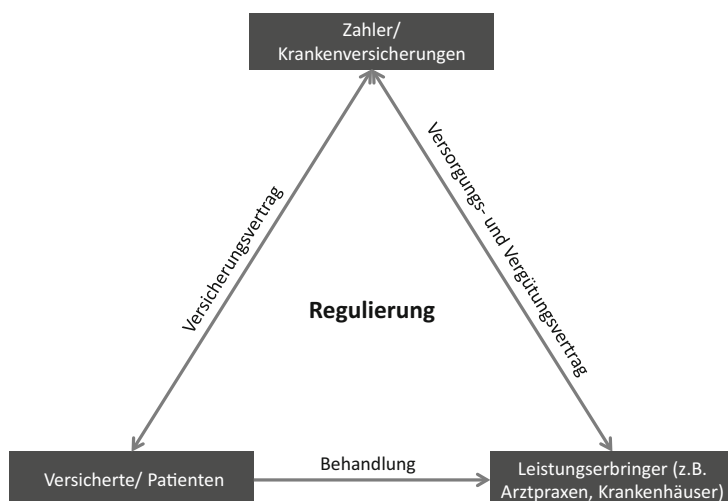 Zahler/
Krankenversicherungen
Versicherungsvertrag
Versorgungs- und Vergütungsvertrag
Regulierung
Behandlung
Versicherte/ Patienten
Leistungserbringer (z.B.
Arztpraxen, Krankenhäuser)